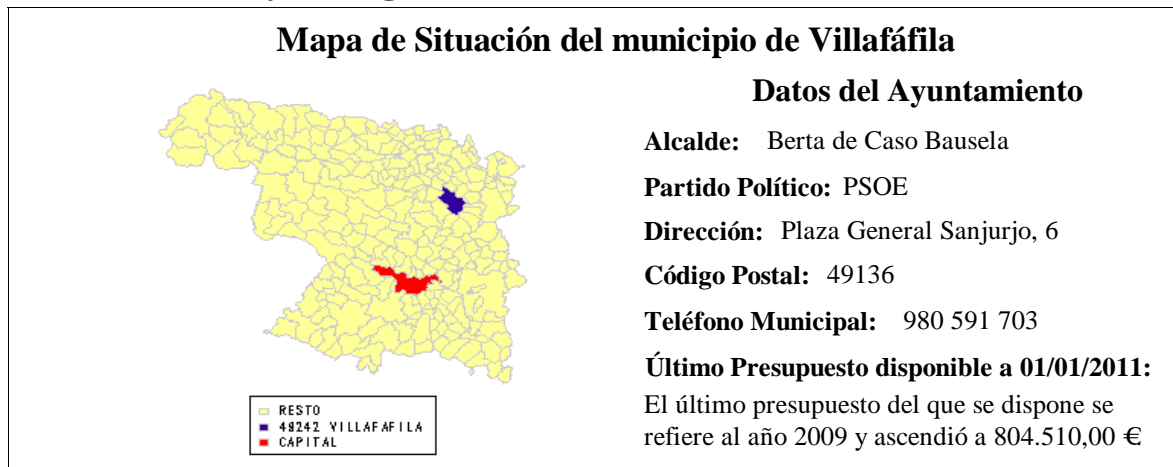 Mapa de Situación del municipio de Villafáfila
Datos del Ayuntamiento
Alcalde: Berta de Caso Bausela
Partido Político: PSOE
Dirección: Plaza General Sanjurjo, 6
Código Postal: 49136
Teléfono Municipal: 980 591 703
Último Presupuesto disponible a 01/01/2011:
El último presupuesto del que se dispone se
refiere al año 2009 y ascendió a 804.510,00 €
RESTO
49242 VILLAFAFILA
CAPITAL